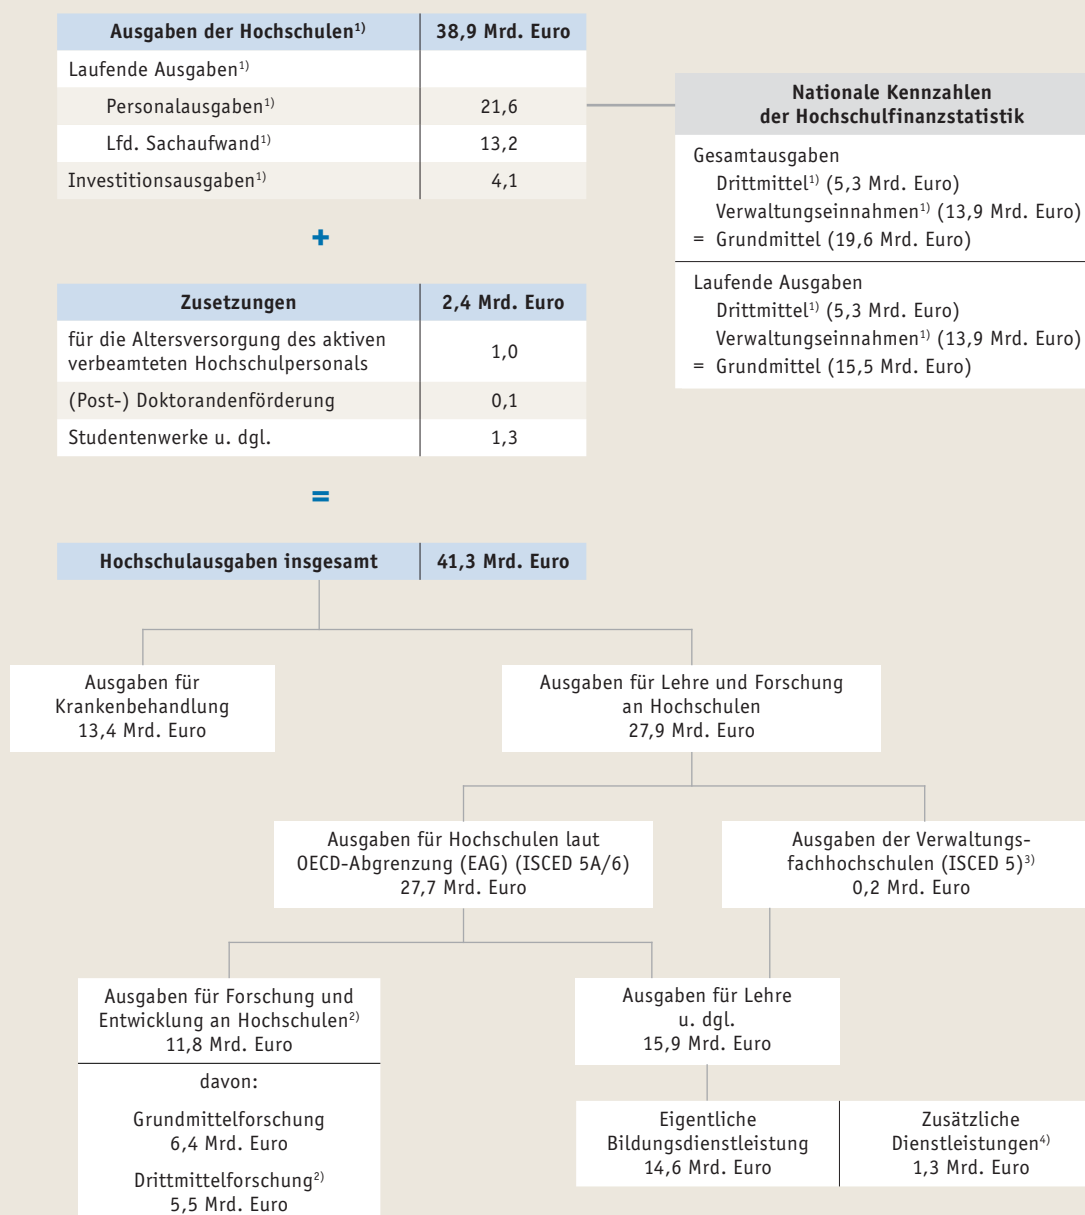 Ausgaben der Hochschulen1) 38,9 Mrd. Euro
Laufende Ausgaben1)
Personalausgaben1) 21,6
Lfd. Sachaufwand1) 13,2
Investitionsausgaben1) 4,1
+
Zusetzungen 2,4 Mrd. Euro
für die Altersversorgung des aktiven
verbeamteten Hochschulpersonals 1,0
(Post-) Doktorandenförderung 0,1
Studentenwerke u. dgl. 1,3
=
Hochschulausgaben insgesamt 41,3 Mrd. Euro
Nationale Kennzahlen
der Hochschulfinanzstatistik
Gesamtausgaben
Drittmittel1) (5,3 Mrd. Euro)
Verwaltungseinnahmen1) (13,9 Mrd. Euro)
= Grundmittel (19,6 Mrd. Euro)
Laufende Ausgaben
Drittmittel1) (5,3 Mrd. Euro)
Verwaltungseinnahmen1) (13,9 Mrd. Euro)
= Grundmittel (15,5 Mrd. Euro)
Ausgaben für
Krankenbehandlung
13,4 Mrd. Euro
Ausgaben für Lehre und Forschung
an Hochschulen
27,9 Mrd. Euro
Ausgaben für Hochschulen laut
OECD-Abgrenzung (EAG) (ISCED 5A/6)
27,7 Mrd. Euro
Ausgaben der Verwaltungs-
fachhochschulen (ISCED 5)3)
0,2 Mrd. Euro
Ausgaben für Forschung und
Entwicklung an Hochschulen2)
11,8 Mrd. Euro
davon:
Grundmittelforschung
6,4 Mrd. Euro
Drittmittelforschung2)
5,5 Mrd. Euro
Ausgaben für Lehre
u. dgl.
15,9 Mrd. Euro
Eigentliche
Bildungsdienstleistung
14,6 Mrd. Euro
Zusätzliche
Dienstleistungen4)
1,3 Mrd. Euro